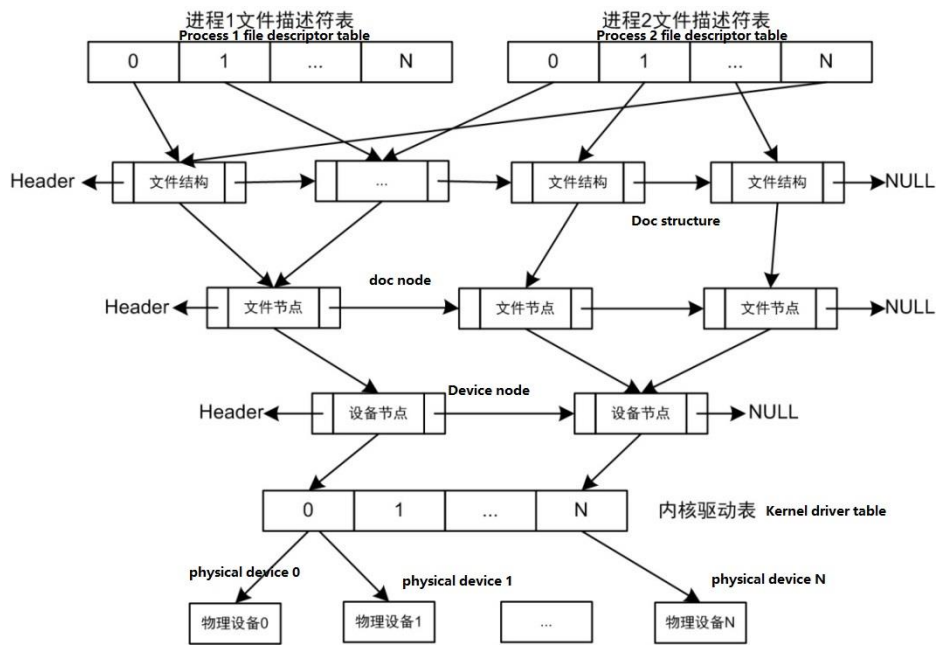 进程1文件描述符表
进程2文件描述符表
Process 1 file descriptor table
Process 2 file descriptor table
0 1 ... N
0 1 ... N
Header 文件结构 ... 文件结构 文件结构 NULL
Doc structure
doc node
Header 文件节点 文件节点 文件节点 NULL
Device node
Header 设备节点 设备节点 NULL
0 1 ... N 内核驱动表 Kernel driver table
physical device 0 physical device 1 physical device N
物理设备0 物理设备1 ... 物理设备N